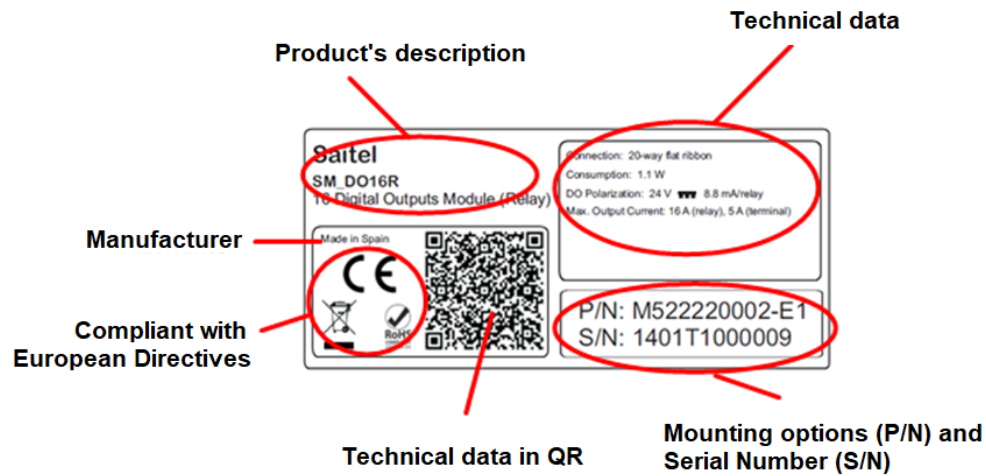 Technical data
Product's description
Saitel
SM_DO16R
16 Digital Outputs Module (Relay)
Connection: 20-way flat ribbon
Consumption: 1.1 W
DO Polarization: 24 V 8.8 mA/relay
Max. Output Current: 16 A (relay), 5 A (terminal)
Manufacturer
Made in Spain
CE
RoHS
P/N: M522220002-E1
S/N: 1401T1000009
Compliant with
European Directives
Technical data in QR
Mounting options (P/N) and
Serial Number (S/N)